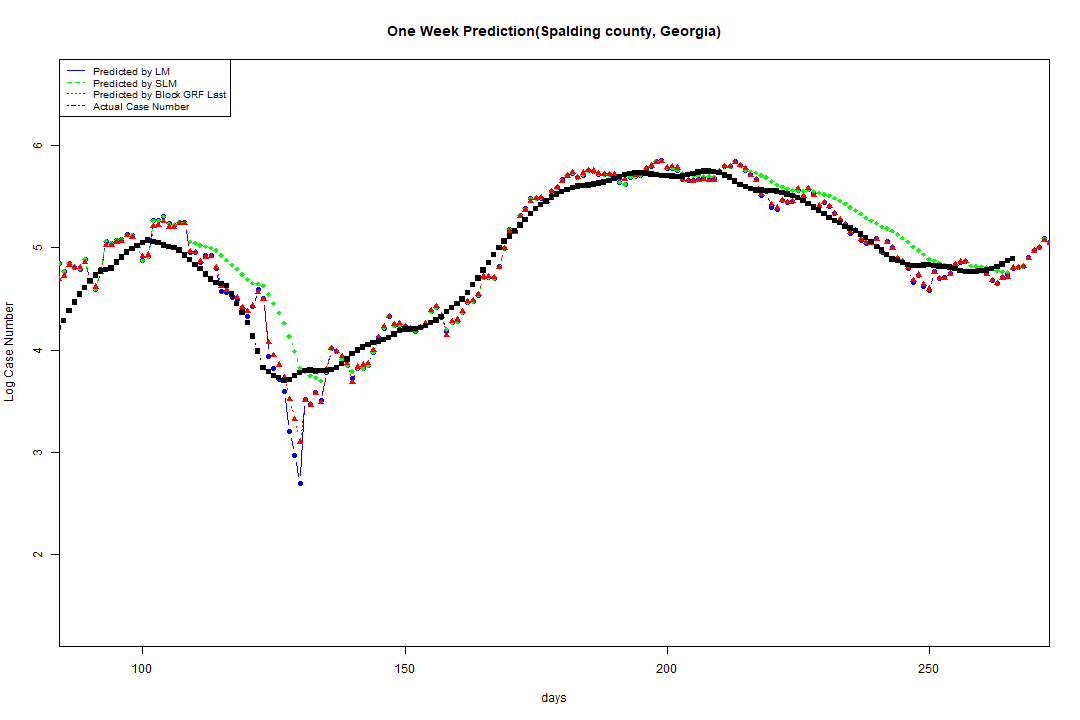 One Week Prediction(Spalding county, Georgia)
Predicted by LM
Predicted by SLM
Predicted by Block GRF Last
Actual Case Number
6
5
4
3
2
Log Case Number
100
150
200
250
days